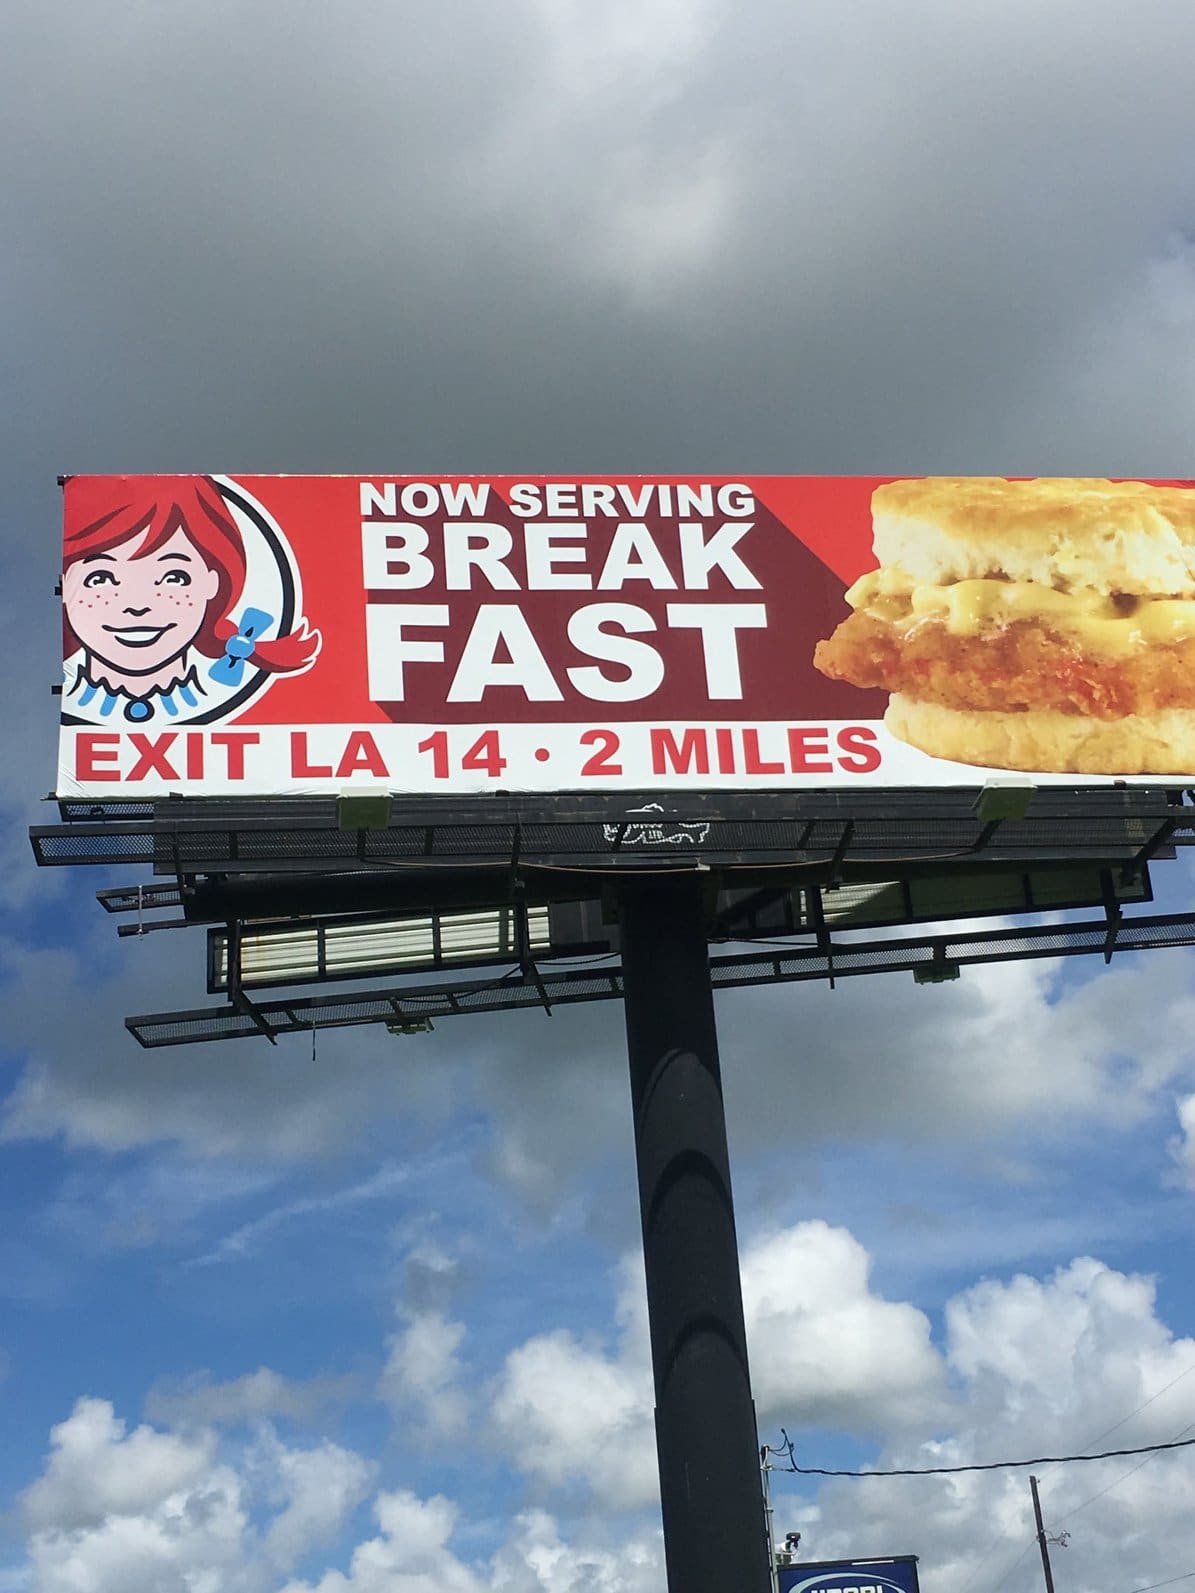 NOW SERVING
BREAK
FAST
EXIT LA 14 • 2 MILES